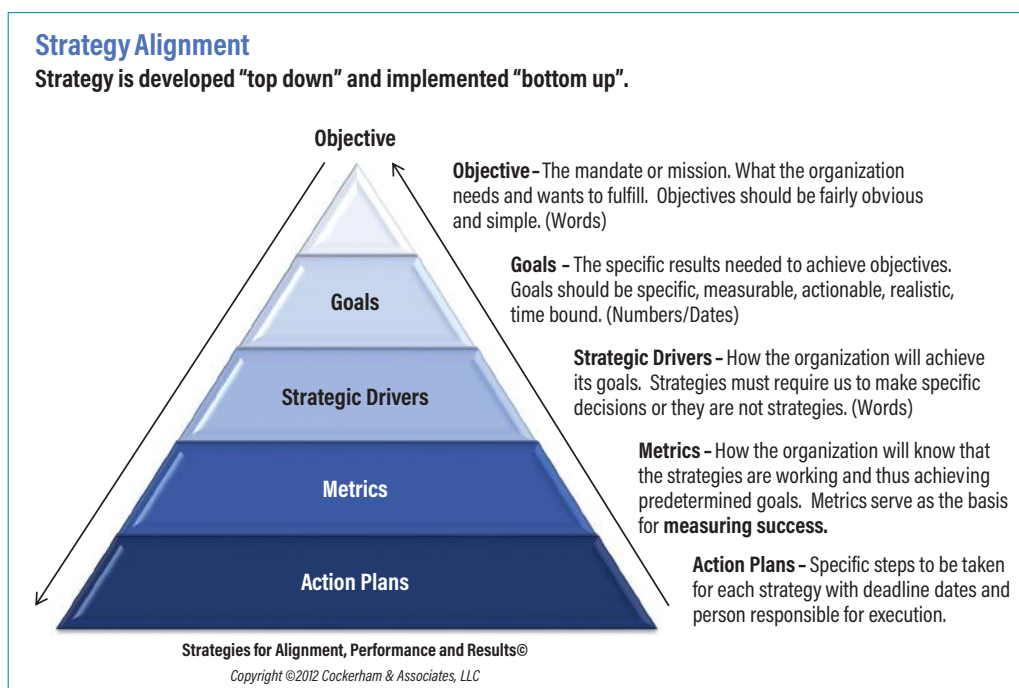 Strategy Alignment
Strategy is developed “top down” and implemented “bottom up”.
Objective
Objective – The mandate or mission. What the organization
needs and wants to fulfill. Objectives should be fairly obvious
and simple. (Words)
Goals – The specific results needed to achieve objectives.
Goals should be specific, measurable, actionable, realistic,
time bound. (Numbers/Dates)
Goals
Strategic Drivers – How the organization will achieve
its goals. Strategies must require us to make specific
decisions or they are not strategies. (Words)
Strategic Drivers
Metrics – How the organization will know that
the strategies are working and thus achieving
predetermined goals. Metrics serve as the basis
for measuring success.
Metrics
Action Plans – Specific steps to be taken
for each strategy with deadline dates and
person responsible for execution.
Action Plans
Strategies for Alignment, Performance and Results©
Copyright ©2012 Cockerham & Associates, LLC